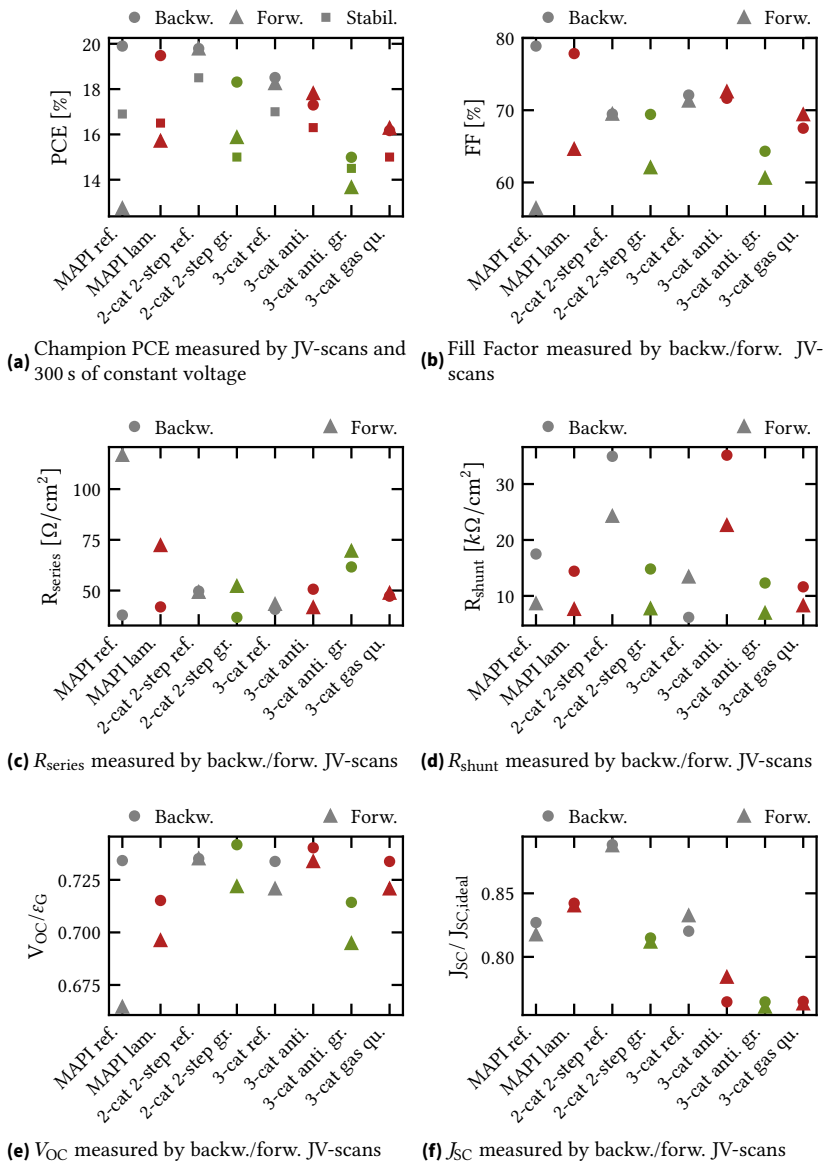 Backw. Forw. Stabil.
20
18
16
14
PCE [%]
MAPI ref.
MAPI lam.
2-cat 2-step ref.
2-cat 2-step gr.
3-cat ref.
3-cat anti.
3-cat anti. gr.
3-cat gas qu.
(a) Champion PCE measured by JV-scans and
300 s of constant voltage
Backw. Forw.
80
70
60
FF [%]
MAPI ref.
MAPI lam.
2-cat 2-step ref.
2-cat 2-step gr.
3-cat ref.
3-cat anti.
3-cat anti. gr.
3-cat gas qu.
(b) Fill Factor measured by backw./forw. JV-
scans
Backw. Forw.
100
75
50
R_series [Ω/cm²]
MAPI ref.
MAPI lam.
2-cat 2-step ref.
2-cat 2-step gr.
3-cat ref.
3-cat anti.
3-cat anti. gr.
3-cat gas qu.
(c) R_series measured by backw./forw. JV-scans
Backw. Forw.
30
20
10
R_shunt [kΩ/cm²]
MAPI ref.
MAPI lam.
2-cat 2-step ref.
2-cat 2-step gr.
3-cat ref.
3-cat anti.
3-cat anti. gr.
3-cat gas qu.
(d) R_shunt measured by backw./forw. JV-scans
Backw. Forw.
0.725
0.700
0.675
V_OC/ε_G
MAPI ref.
MAPI lam.
2-cat 2-step ref.
2-cat 2-step gr.
3-cat ref.
3-cat anti.
3-cat anti. gr.
3-cat gas qu.
(e) V_OC measured by backw./forw. JV-scans
Backw. Forw.
0.85
0.80
J_SC/ J_SC,ideal
MAPI ref.
MAPI lam.
2-cat 2-step ref.
2-cat 2-step gr.
3-cat ref.
3-cat anti.
3-cat anti. gr.
3-cat gas qu.
(f) J_SC measured by backw./forw. JV-scans